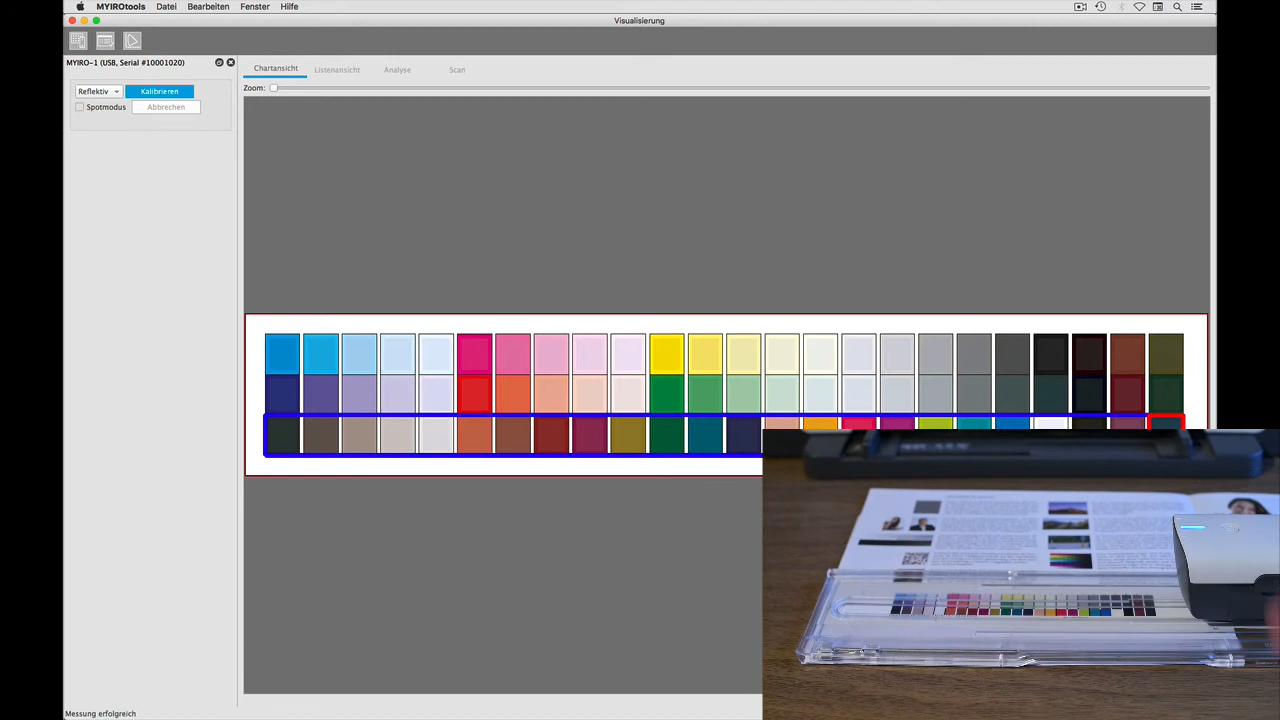 MYIROtools Datei Bearbeiten Fenster Hilfe
Visualisierung
MYIRO-1 (USB, Serial #10001020)
Reflektiv
Kalibrieren
Spotmodus
Abbrechen
Chartansicht Listenansicht Analyse Scan
Zoom:
Messung erfolgreich